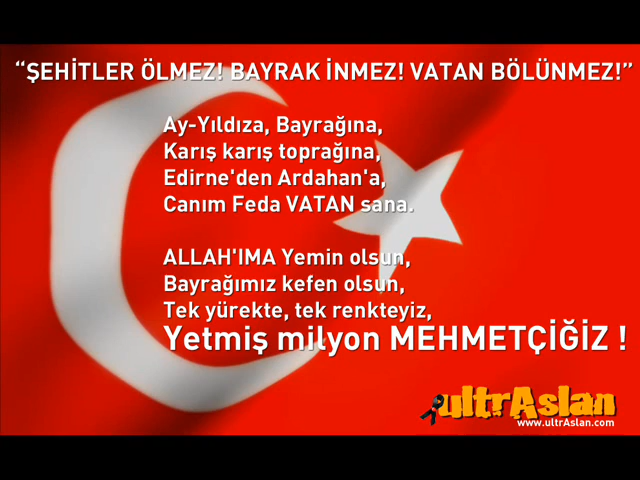 “ŞEHİTLER ÖLMEZ! BAYRAK İNMEZ! VATAN BÖLÜNMEZ!”
Ay-Yıldıza, Bayrağına,
Karış karış toprağına,
Edirne'den Ardahan'a,
Canım Feda VATAN sana.
ALLAH'IMA Yemin olsun,
Bayrağımız kefen olsun,
Tek yürekte, tek renkteyiz,
Yetmiş milyon MEHMETÇİĞİZ !
ultrAslan
www.ultrAslan.com